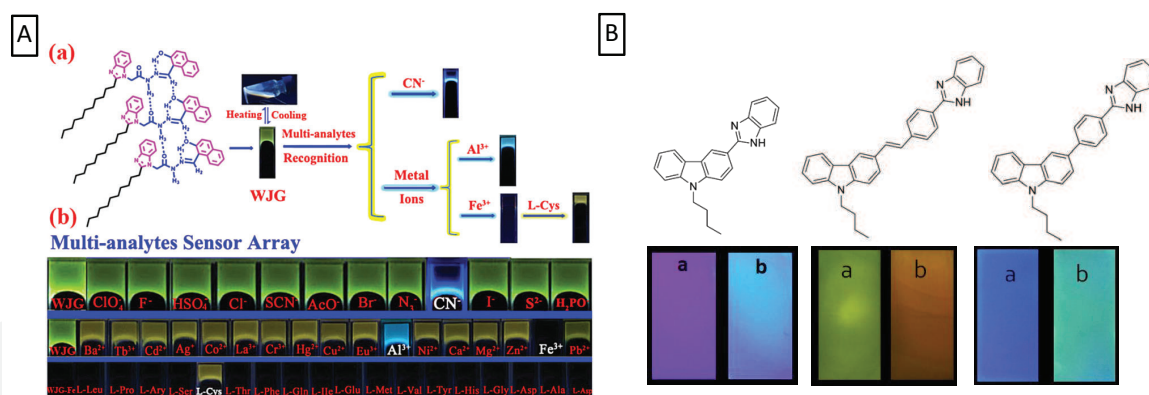 A
(a)
CN⁻
Heating Cooling
Multi-analytes
Recognition
WJG
Metal
Ions
Al³⁺
Fe³⁺
L-Cys
(b)
Multi-analytes Sensor Array
WJG ClO₄⁻ F⁻ HSO₄⁻ Cl⁻ SCN⁻ AcO⁻ Br⁻ N₃⁻ CN⁻ I⁻ S²⁻ H₂PO
WJG Ba²⁺ Tb³⁺ Cd²⁺ Ag⁺ Co²⁺ La³⁺ Cr³⁺ Hg²⁺ Cu²⁺ Eu³⁺ Al³⁺ Ni²⁺ Ca²⁺ Mg²⁺ Zn²⁺ Fe³⁺ Pb²⁺
WJG-Fe L-Leu L-Pro L-Ary L-Ser L-Cys L-Thr L-Phe L-Gln L-Ile L-Glu L-Met L-Val L-Tyr L-His L-Gly L-Asp L-Ala
B
N
NH
N
N
NH
N
N
NH
N
a b a b a b